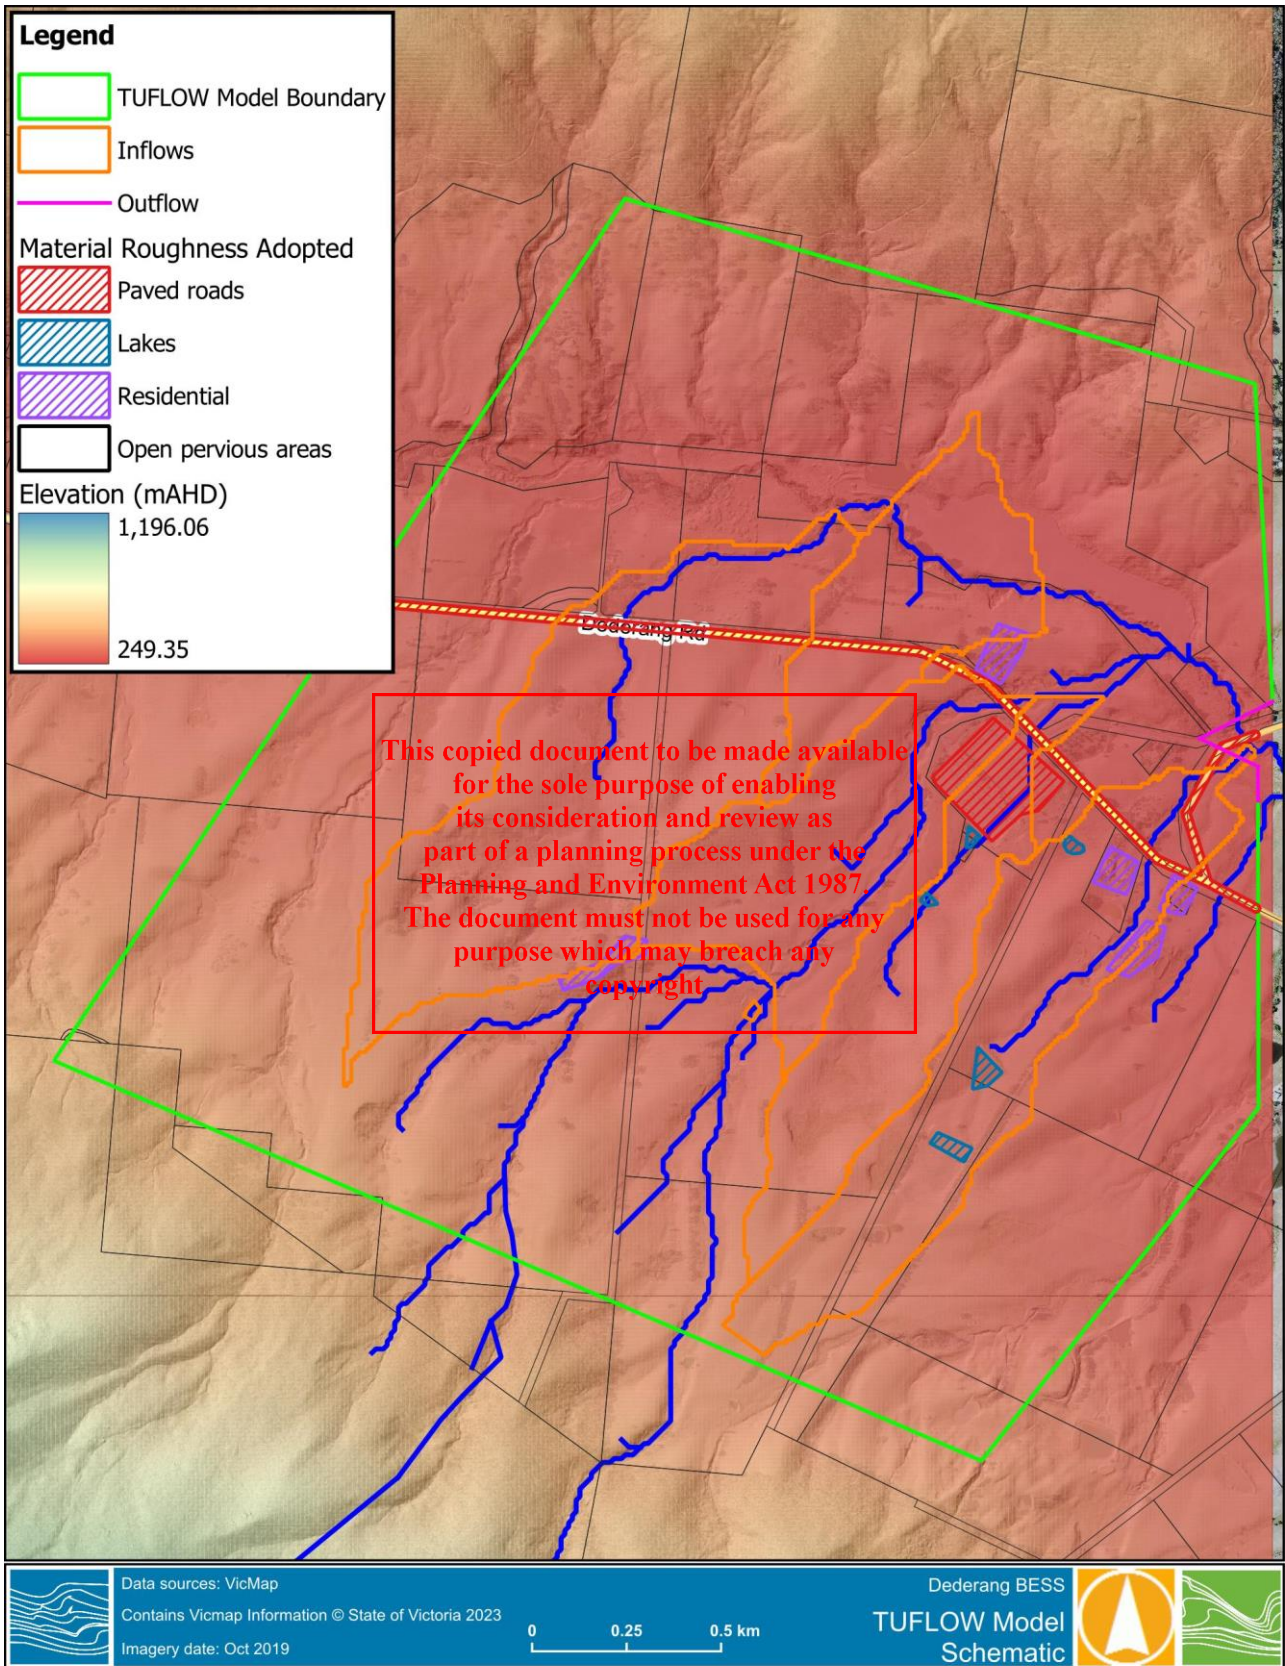 Legend
TUFLOW Model Boundary
Inflows
Outflow
Material Roughness Adopted
Paved roads
Lakes
Residential
Open pervious areas
Elevation (mAHD)
1,196.06
249.35
Dederang Rd
This copied document to be made available
for the sole purpose of enabling
its consideration and review as
part of a planning process under the
Planning and Environment Act 1987.
The document must not be used for any
purpose which may breach any
copyright
Data sources: VicMap
Contains Vicmap Information © State of Victoria 2023
Imagery date: Oct 2019
0 0.25 0.5 km
Dederang BESS
TUFLOW Model
Schematic